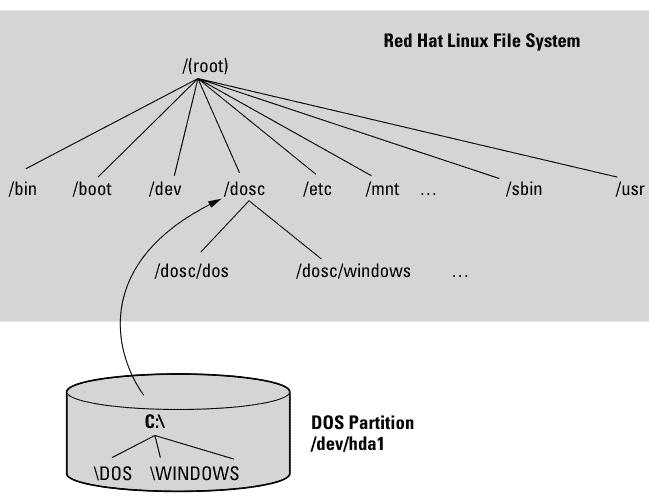 Red Hat Linux File System
/(root)
/bin /boot /dev /dosc /etc /mnt ... /sbin /usr
/dosc/dos /dosc/windows ...
C:\
DOS Partition
/dev/hda1
\DOS \WINDOWS